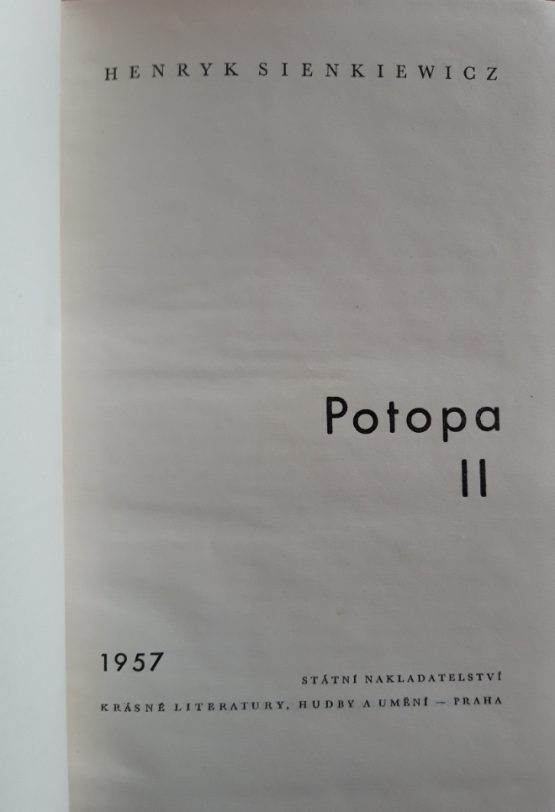 HENRYK SIENKIEWICZ
Potopa
II
1957
STÁTNÍ NAKLADATELSTVÍ
KRÁSNÉ LITERATURY, HUDBY A UMĚNÍ — PRAHA